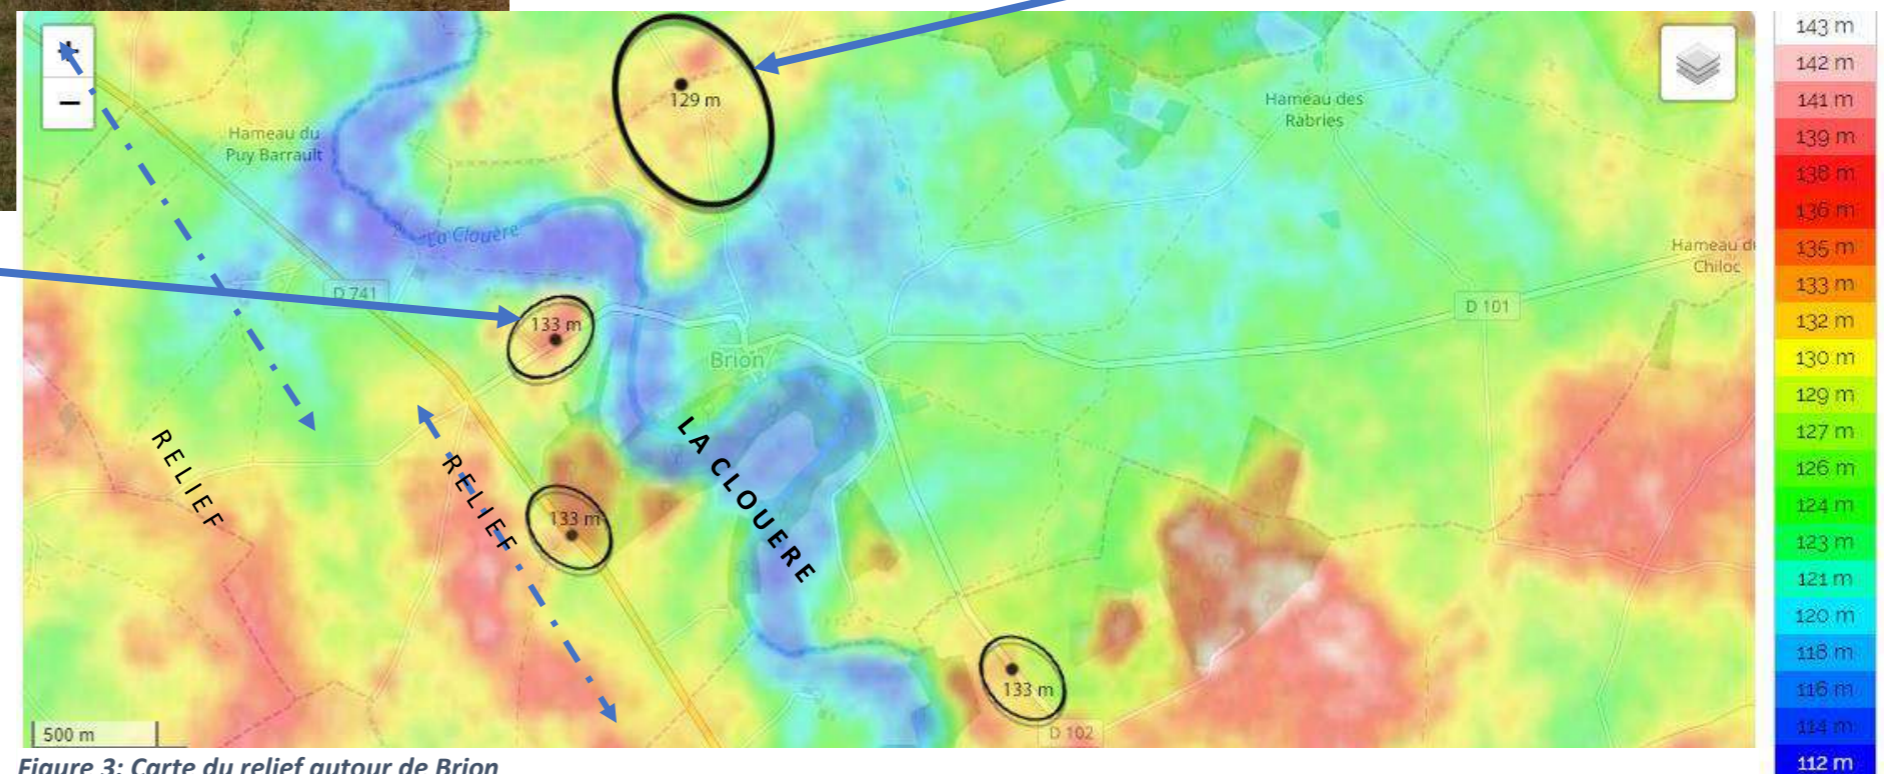 +
−
129 m
Hameau des
Rabries
Hameau du
Puy Barrault
La Clouère
Hameau du
Chiloc
D 741
D 101
133 m
Brion
RELIEF
RELIEF
LA CLOUERE
133 m
133 m
D 102
500 m
143 m
142 m
141 m
139 m
138 m
136 m
135 m
133 m
132 m
130 m
129 m
127 m
126 m
124 m
123 m
121 m
120 m
118 m
116 m
114 m
112 m
Figure 3: Carte du relief autour de Brion